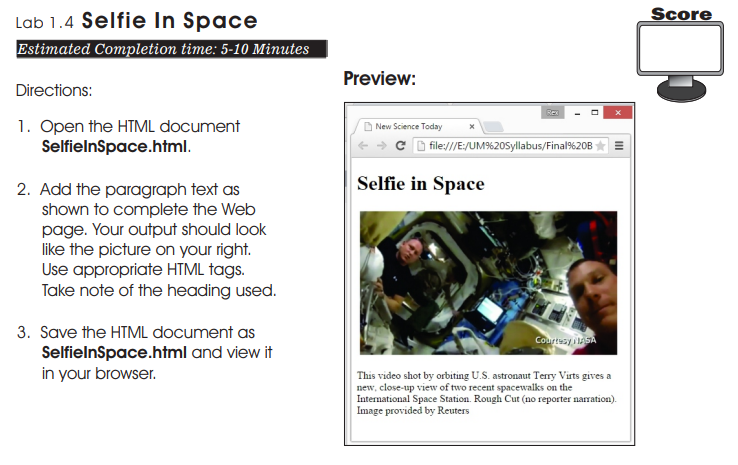 Lab 1.4 Selfie In Space
Estimated Completion time: 5-10 Minutes
Score
Directions:
1. Open the HTML document
SelfieInSpace.html.
2. Add the paragraph text as
shown to complete the Web
page. Your output should look
like the picture on your right.
Use appropriate HTML tags.
Take note of the heading used.
3. Save the HTML document as
SelfieInSpace.html and view it
in your browser.
Preview:
Rex
New Science Today
file:///E:/UM%20Syllabus/Final%20B
Selfie in Space
Courtesy NASA
This video shot by orbiting U.S. astronaut Terry Virts gives a
new, close-up view of two recent spacewalks on the
International Space Station. Rough Cut (no reporter narration).
Image provided by Reuters